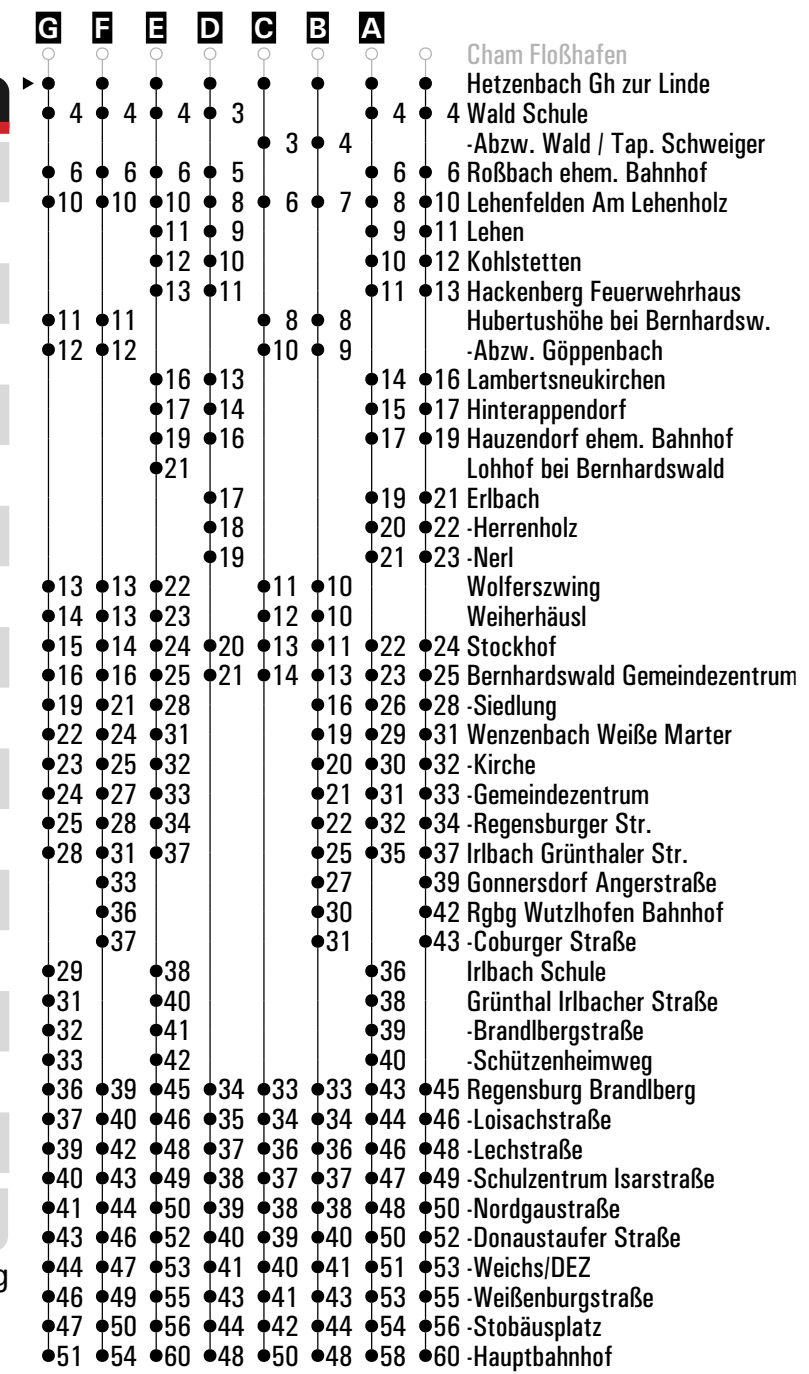 G F E D C B A
Cham Floßhafen
Hetzenbach Gh zur Linde
4 4 4 3 4 4 Wald Schule
3 4 -Abzw. Wald / Tap. Schweiger
6 6 6 5 6 6 Roßbach ehem. Bahnhof
10 10 10 8 6 7 8 10 Lehenfelden Am Lehenholz
11 9 9 11 Lehen
12 10 10 12 Kohlstetten
13 11 11 13 Hackenberg Feuerwehrhaus
11 11 8 8 Hubertushöhe bei Bernhardsw.
12 12 10 9 -Abzw. Göppenbach
16 13 14 16 Lambertsneukirchen
17 14 15 17 Hinterappendorf
19 16 17 19 Hauzendorf ehem. Bahnhof
21 Lohhof bei Bernhardswald
17 19 21 Erlbach
18 20 22 -Herrenholz
19 21 23 -Nerl
13 13 22 11 10 Wolferszwing
14 13 23 12 10 Weiherhäusl
15 14 24 20 13 11 22 24 Stockhof
16 16 25 21 14 13 23 25 Bernhardswald Gemeindezentrum
19 21 28 16 26 28 -Siedlung
22 24 31 19 29 31 Wenzenbach Weiße Marter
23 25 32 20 30 32 -Kirche
24 27 33 21 31 33 -Gemeindezentrum
25 28 34 22 32 34 -Regensburger Str.
28 31 37 25 35 37 Irlbach Grünthaler Str.
33 27 39 Gonnersdorf Angerstraße
36 30 42 Rgbg Wutzlhofen Bahnhof
37 31 43 -Coburger Straße
29 38 36 Irlbach Schule
31 40 38 Grünthal Irlbacher Straße
32 41 39 -Brandlbergstraße
33 42 40 -Schützenheimweg
36 39 45 34 33 33 43 45 Regensburg Brandlberg
37 40 46 35 34 34 44 46 -Loisachstraße
39 42 48 37 36 36 46 48 -Lechstraße
40 43 49 38 37 37 47 49 -Schulzentrum Isarstraße
41 44 50 39 38 38 48 50 -Nordgaustraße
43 46 52 40 39 40 50 52 -Donaustaufer Straße
44 47 53 41 40 41 51 53 -Weichs/DEZ
46 49 55 43 41 43 53 55 -Weißenburgstraße
47 50 56 44 42 44 54 56 -Stobäusplatz
51 54 60 48 50 48 58 60 -Hauptbahnhof